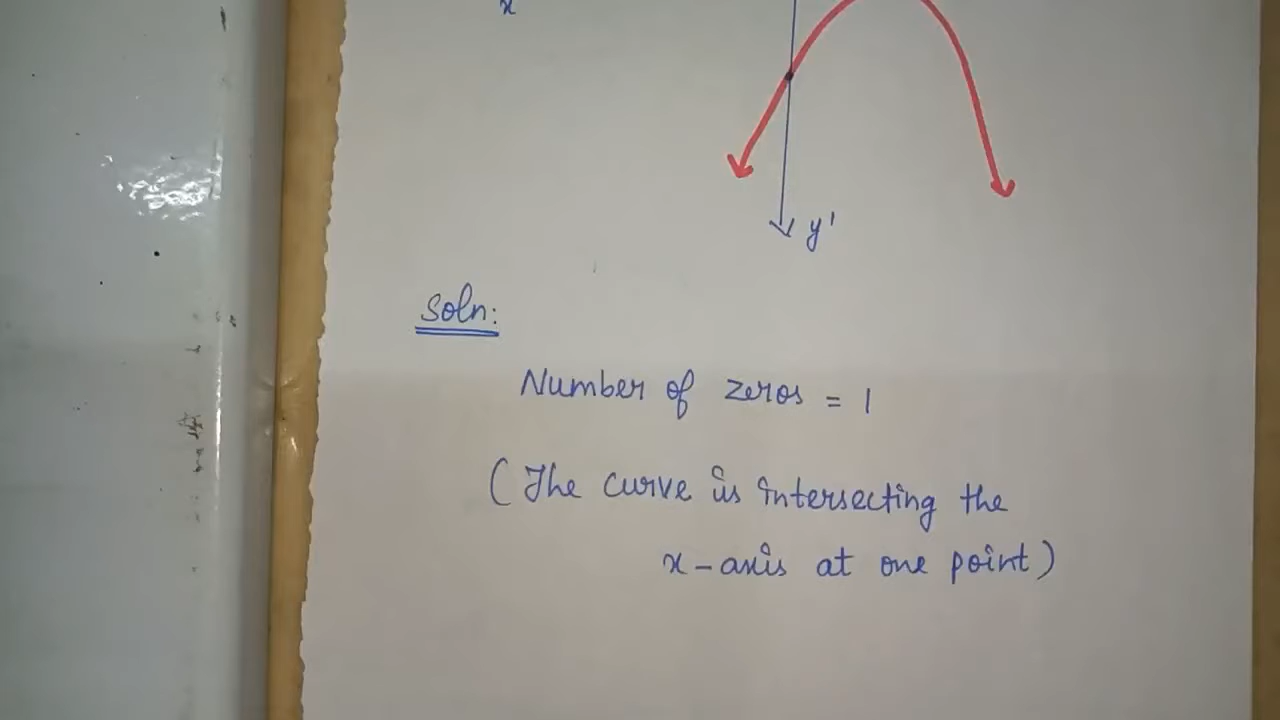 x
y'
Soln:
Number of zeros = 1
(The curve is intersecting the
x-axis at one point)